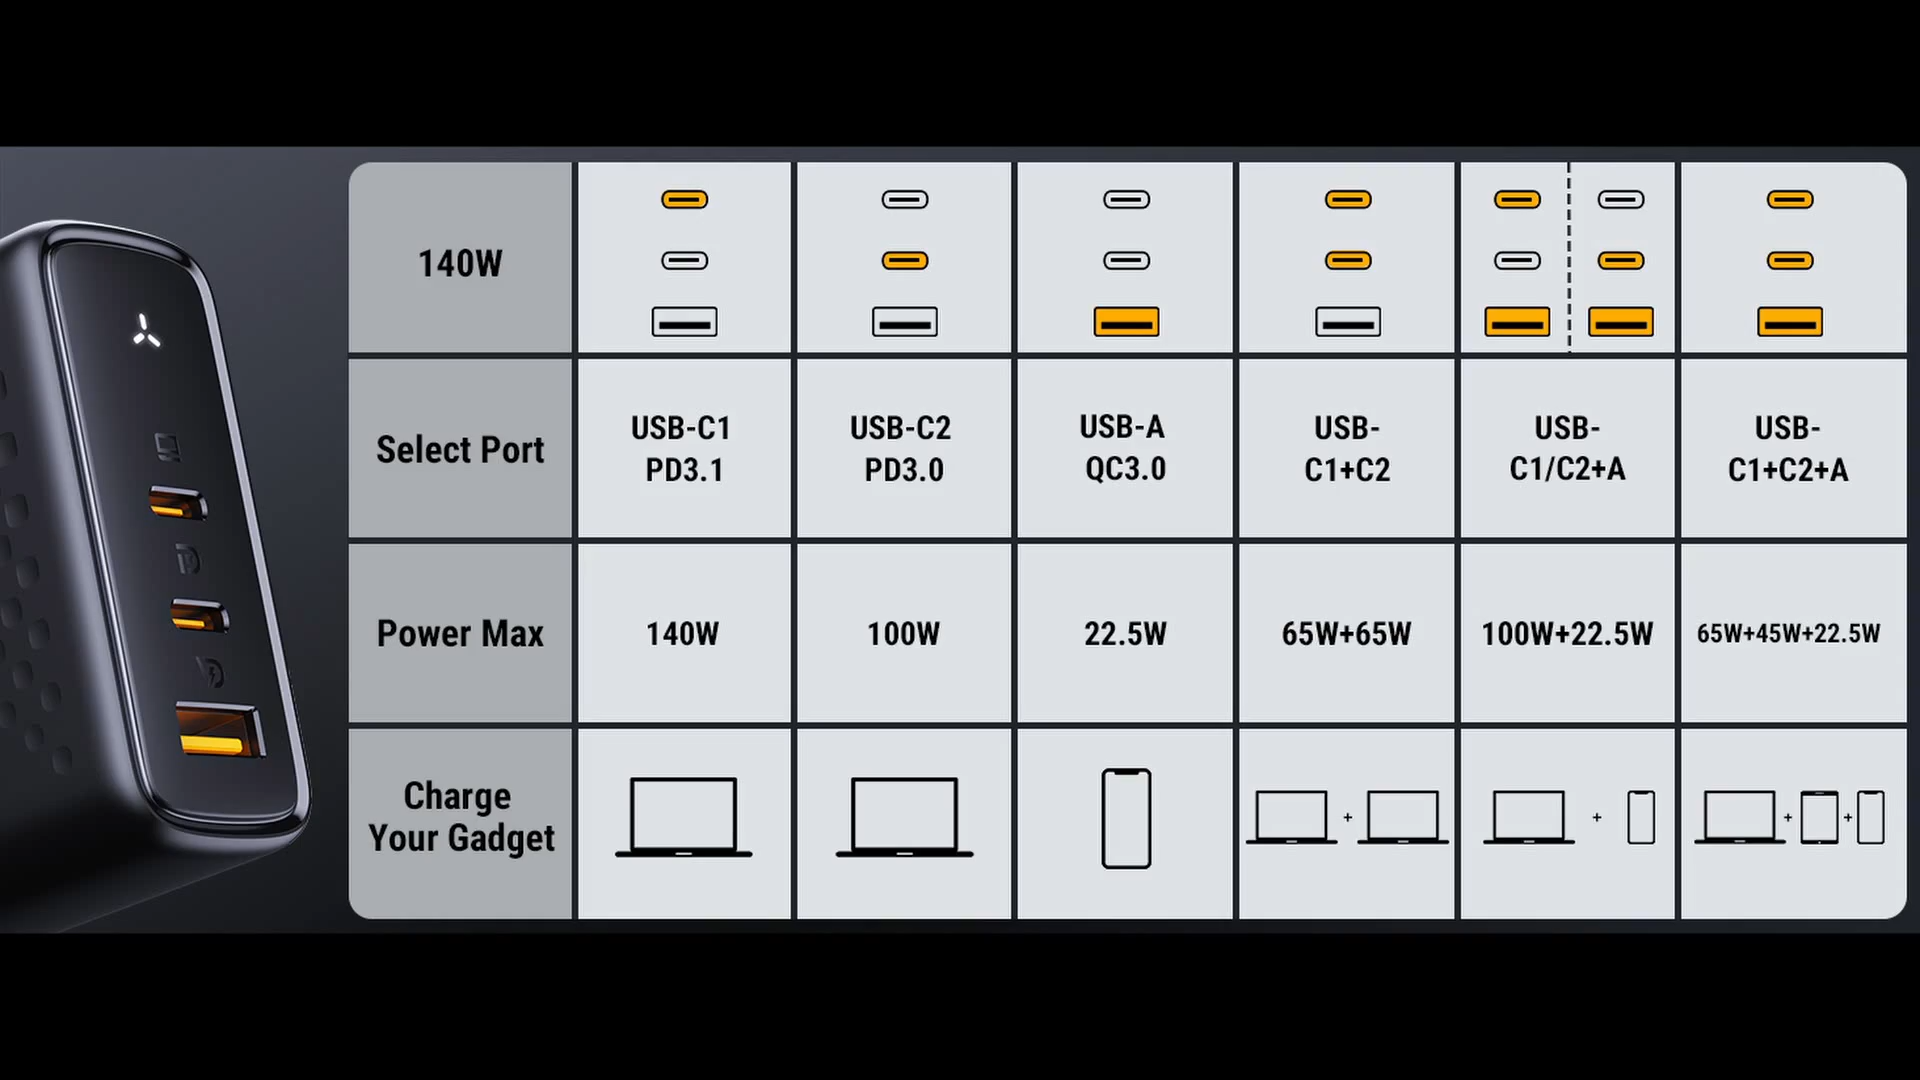 140W
Select Port
USB-C1
PD3.1
USB-C2
PD3.0
USB-A
QC3.0
USB-
C1+C2
USB-
C1/C2+A
USB-
C1+C2+A
Power Max
140W
100W
22.5W
65W+65W
100W+22.5W
65W+45W+22.5W
Charge
Your Gadget
+
+
+
+